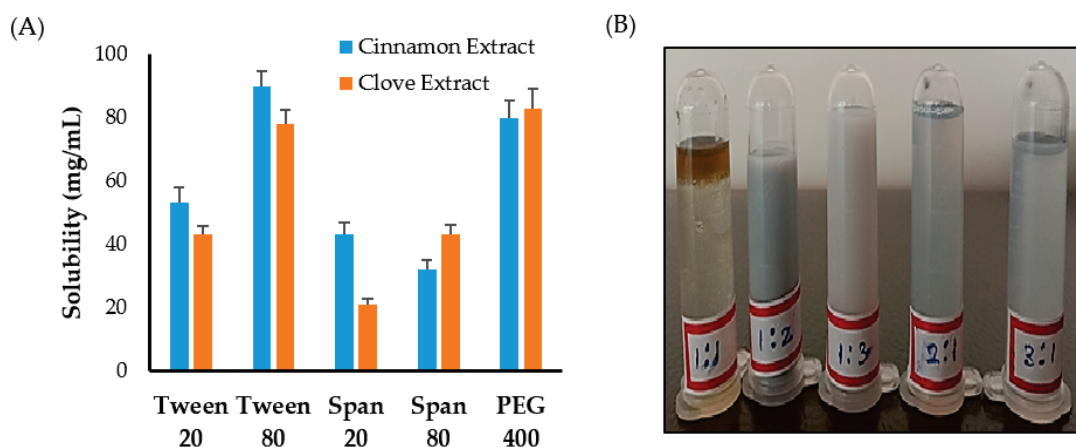 (A)
Solubility (mg/mL)
100
80
60
40
20
0
Cinnamon Extract
Clove Extract
Tween 20
Tween 80
Span 20
Span 80
PEG 400
(B)
1:1
1:2
1:3
2:1
3:1